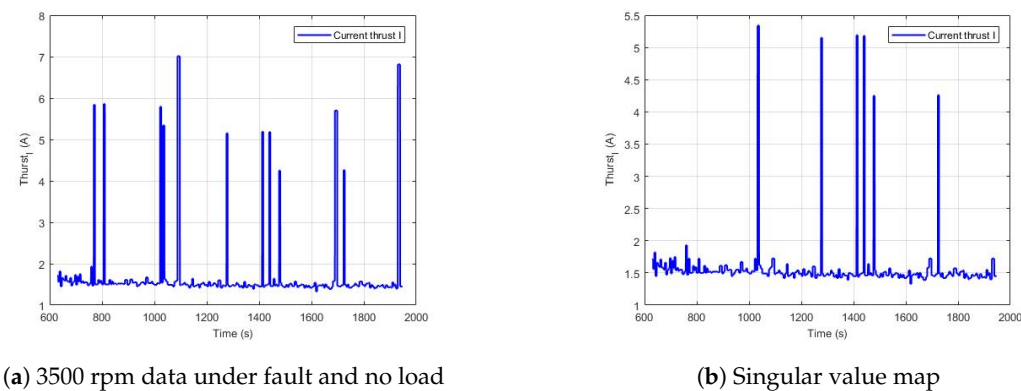 8
7
6
5
4
3
2
1
Thurst_I (A)
Current thrust I
600 800 1000 1200 1400 1600 1800 2000
Time (s)
(a) 3500 rpm data under fault and no load
5.5
5
4.5
4
3.5
3
2.5
2
1.5
1
Thurst_I (A)
Current thrust I
600 800 1000 1200 1400 1600 1800 2000
Time (s)
(b) Singular value map